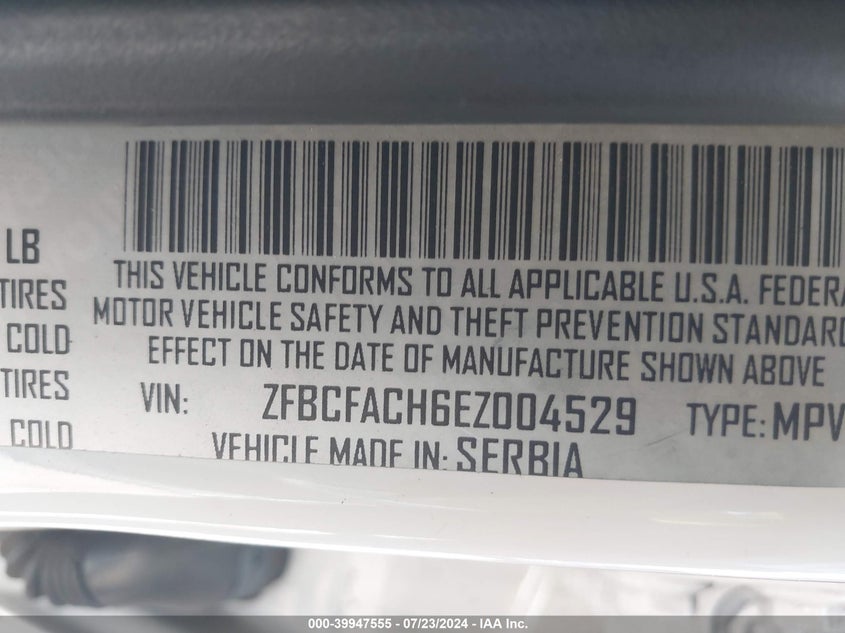 LB
TIRES
COLD
TIRES
COLD
THIS VEHICLE CONFORMS TO ALL APPLICABLE U.S.A. FEDERA
MOTOR VEHICLE SAFETY AND THEFT PREVENTION STANDARD
EFFECT ON THE DATE OF MANUFACTURE SHOWN ABOVE
VIN: ZFBCFACH6EZ004529 TYPE: MPV
VEHICLE MADE IN: SERBIA
000-39947555 - 07/23/2024 - IAA Inc.